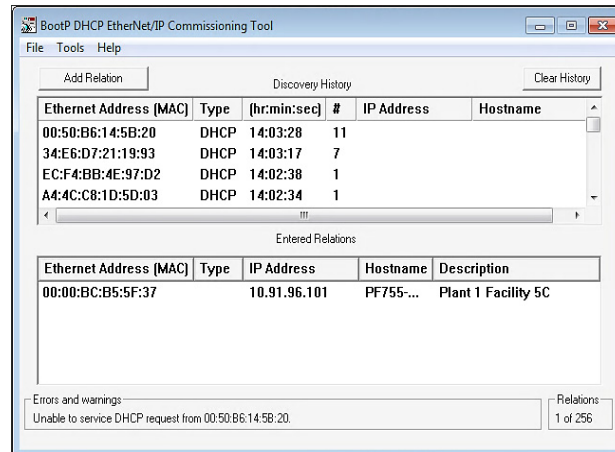 BootP DHCP EtherNet/IP Commissioning Tool
File Tools Help
Add Relation Discovery History Clear History
Ethernet Address (MAC) Type (hr:min:sec) # IP Address Hostname
00:50:B6:14:5B:20 DHCP 14:03:28 11
34:E6:D7:21:19:93 DHCP 14:03:17 7
EC:F4:BB:4E:97:D2 DHCP 14:02:38 1
A4:4C:C8:1D:5D:03 DHCP 14:02:34 1
Entered Relations
Ethernet Address (MAC) Type IP Address Hostname Description
00:00:BC:B5:5F:37 10.91.96.101 PF755-... Plant 1 Facility 5C
Errors and warnings Relations
Unable to service DHCP request from 00:50:B6:14:5B:20. 1 of 256